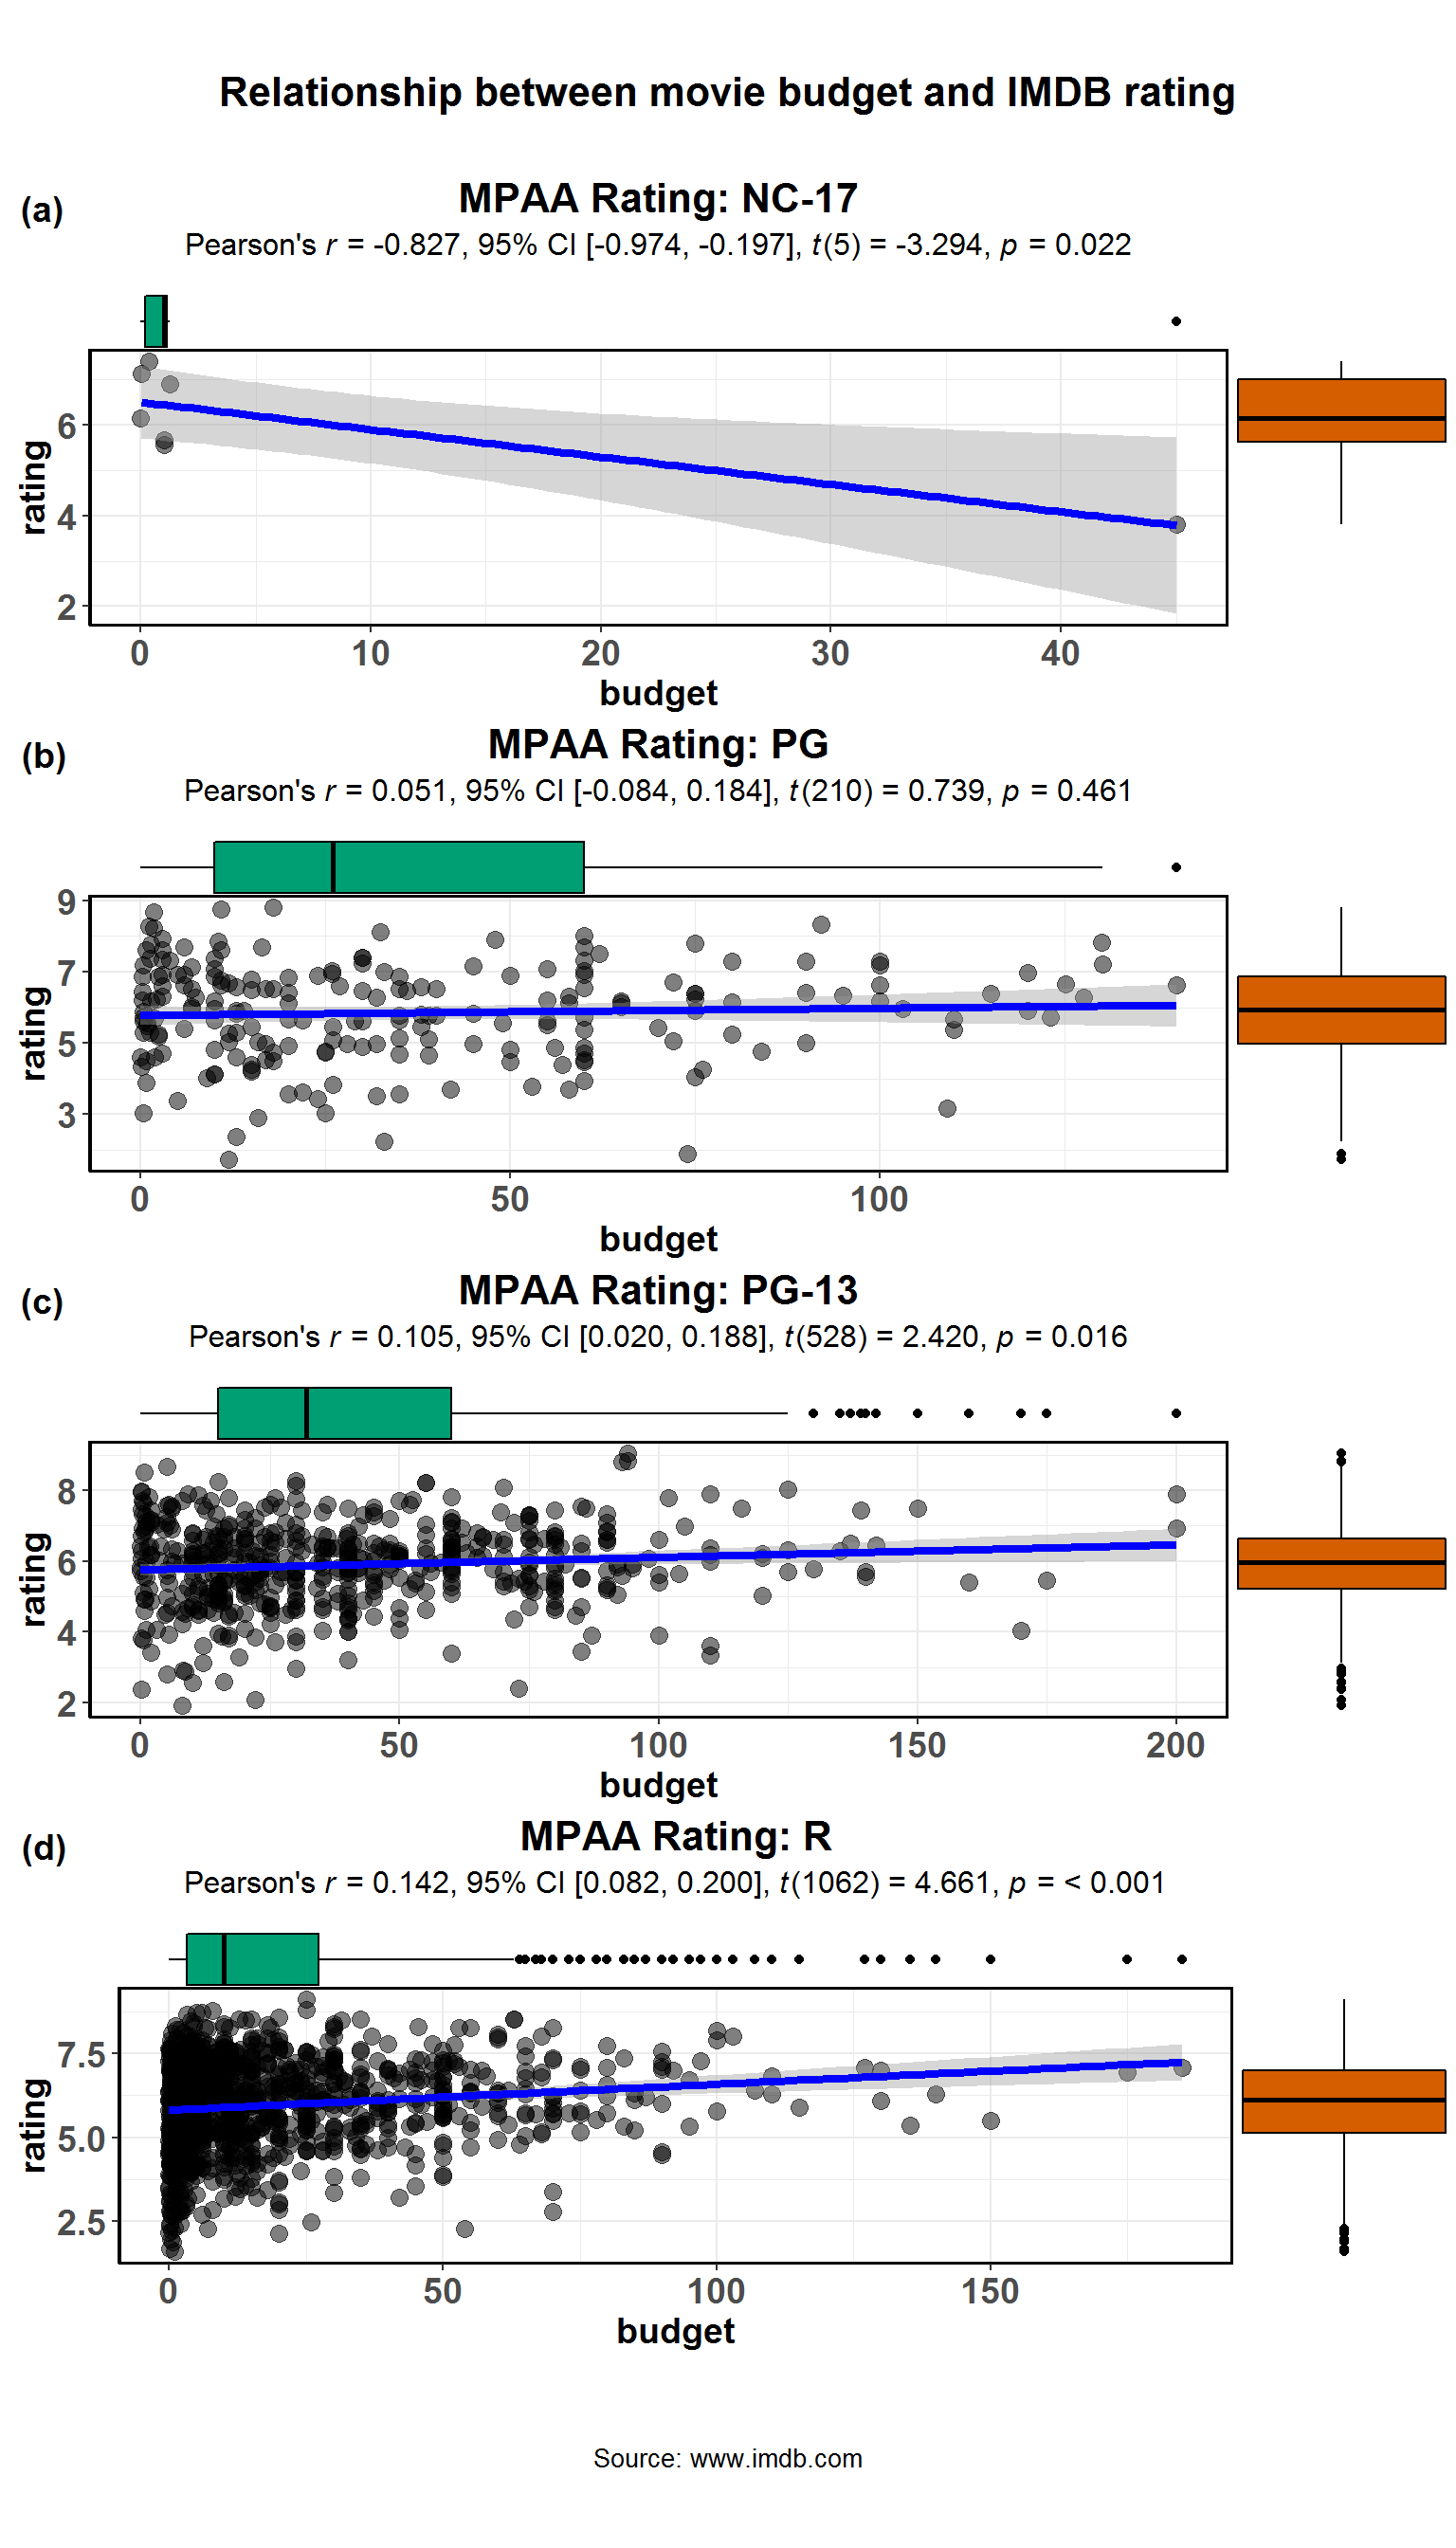 Relationship between movie budget and IMDB rating
(a)
MPAA Rating: NC-17
Pearson's r = -0.827, 95% CI [-0.974, -0.197], t(5) = -3.294, p = 0.022
rating
6
4
2
0 10 20 30 40
budget
(b)
MPAA Rating: PG
Pearson's r = 0.051, 95% CI [-0.084, 0.184], t(210) = 0.739, p = 0.461
rating
9
7
5
3
0 50 100
budget
(c)
MPAA Rating: PG-13
Pearson's r = 0.105, 95% CI [0.020, 0.188], t(528) = 2.420, p = 0.016
rating
8
6
4
2
0 50 100 150 200
budget
(d)
MPAA Rating: R
Pearson's r = 0.142, 95% CI [0.082, 0.200], t(1062) = 4.661, p = < 0.001
rating
7.5
5.0
2.5
0 50 100 150
budget
Source: www.imdb.com